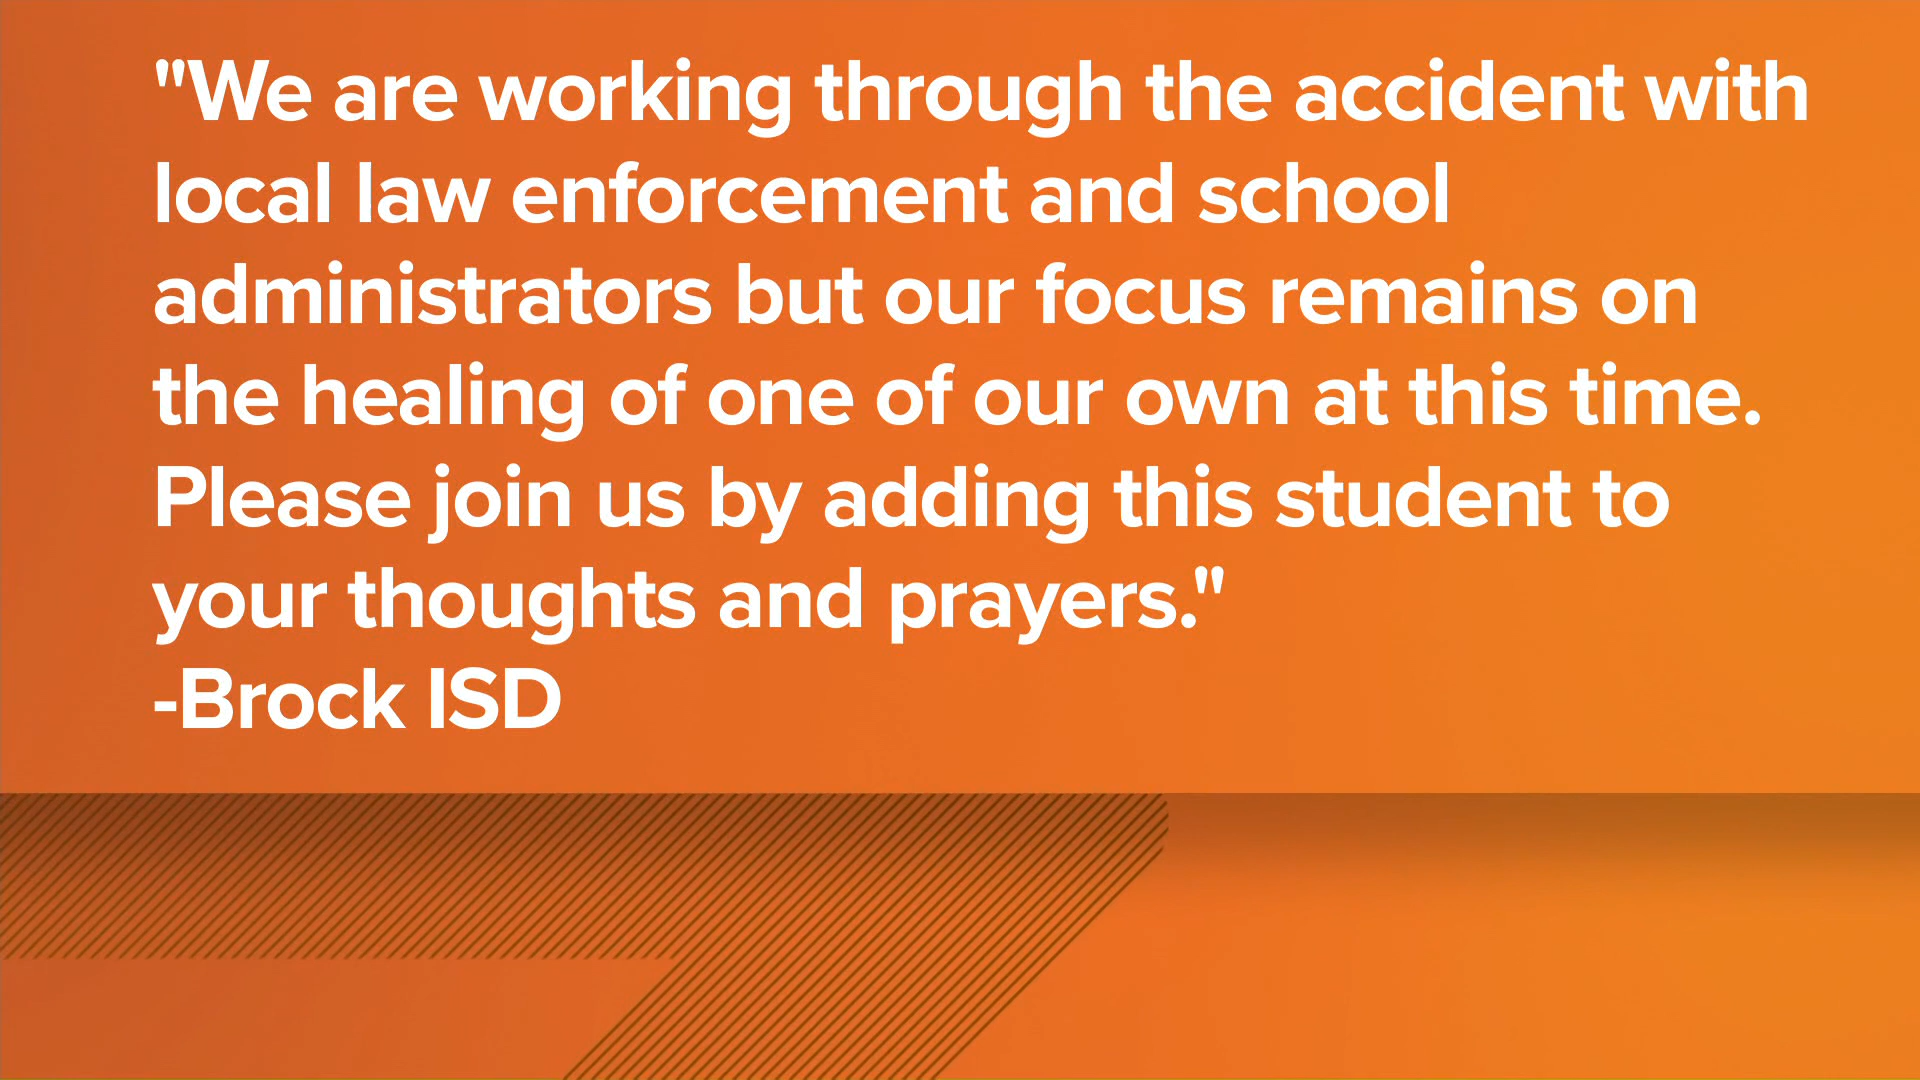 "We are working through the accident with
local law enforcement and school
administrators but our focus remains on
the healing of one of our own at this time.
Please join us by adding this student to
your thoughts and prayers."
-Brock ISD